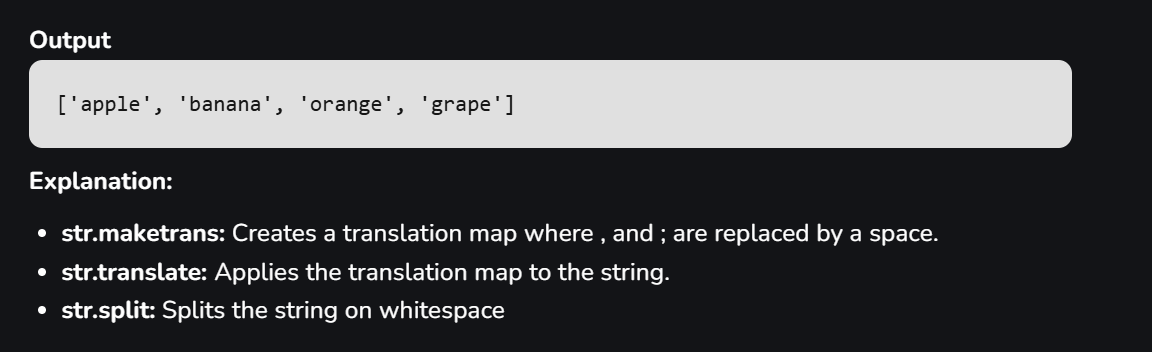 Output
['apple', 'banana', 'orange', 'grape']
Explanation:
• str.maketrans: Creates a translation map where , and ; are replaced by a space.
• str.translate: Applies the translation map to the string.
• str.split: Splits the string on whitespace